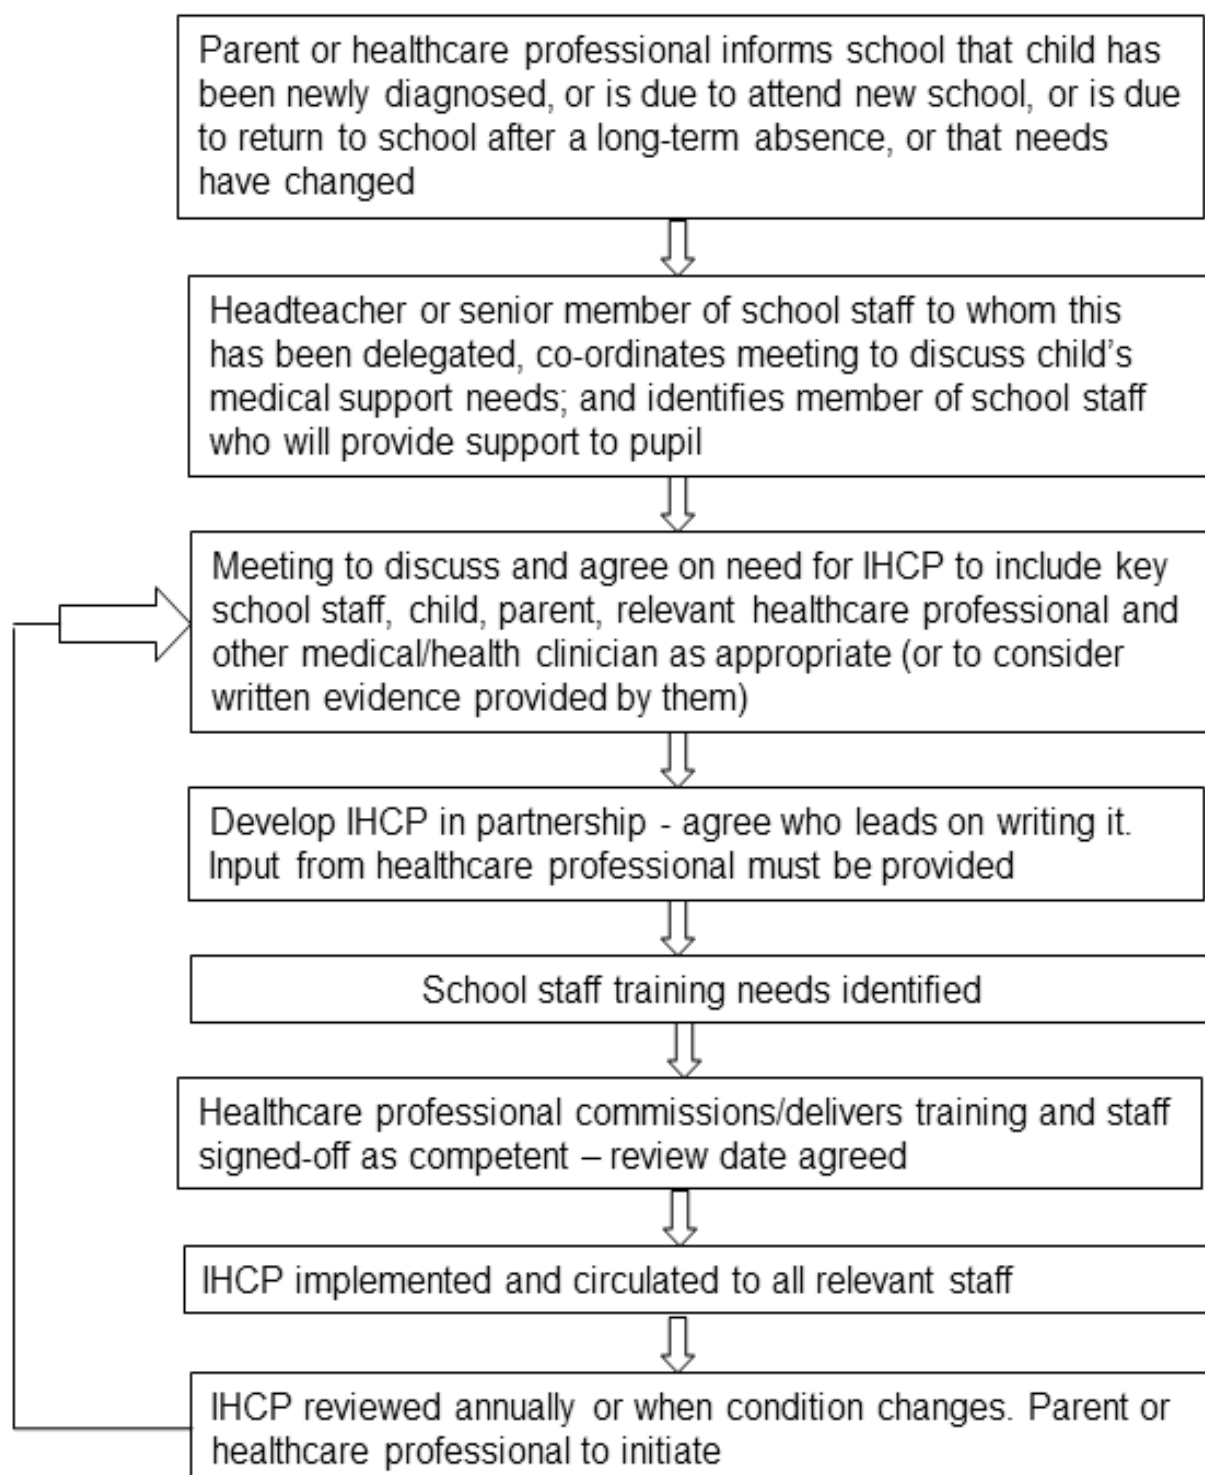 Parent or healthcare professional informs school that child has
been newly diagnosed, or is due to attend new school, or is due
to return to school after a long-term absence, or that needs
have changed
Headteacher or senior member of school staff to whom this
has been delegated, co-ordinates meeting to discuss child’s
medical support needs; and identifies member of school staff
who will provide support to pupil
Meeting to discuss and agree on need for IHCP to include key
school staff, child, parent, relevant healthcare professional and
other medical/health clinician as appropriate (or to consider
written evidence provided by them)
Develop IHCP in partnership - agree who leads on writing it.
Input from healthcare professional must be provided
School staff training needs identified
Healthcare professional commissions/delivers training and staff
signed-off as competent – review date agreed
IHCP implemented and circulated to all relevant staff
IHCP reviewed annually or when condition changes. Parent or
healthcare professional to initiate